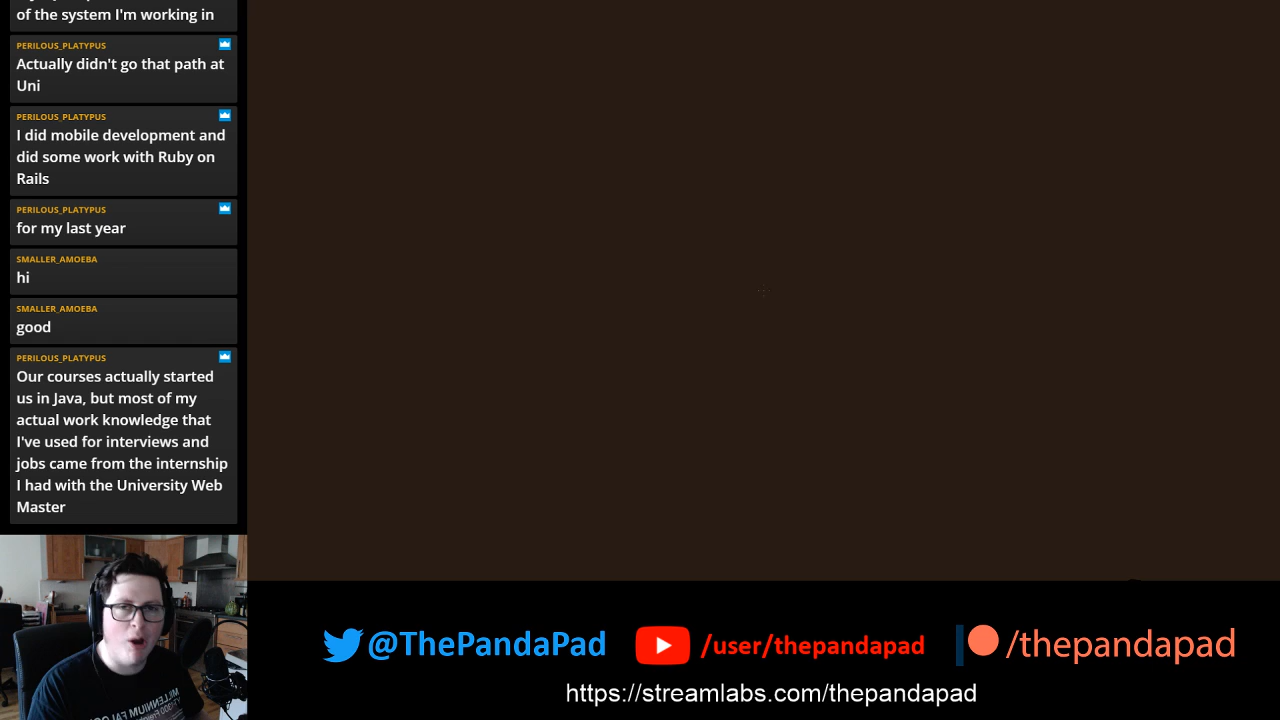 of the system I'm working in
PERILOUS_PLATYPUS
Actually didn't go that path at
Uni
PERILOUS_PLATYPUS
I did mobile development and
did some work with Ruby on
Rails
PERILOUS_PLATYPUS
for my last year
SMALLER_AMOEBA
hi
SMALLER_AMOEBA
good
PERILOUS_PLATYPUS
Our courses actually started
us in Java, but most of my
actual work knowledge that
I've used for interviews and
jobs came from the internship
I had with the University Web
Master
@ThePandaPad
/user/thepandapad
/thepandapad
https://streamlabs.com/thepandapad